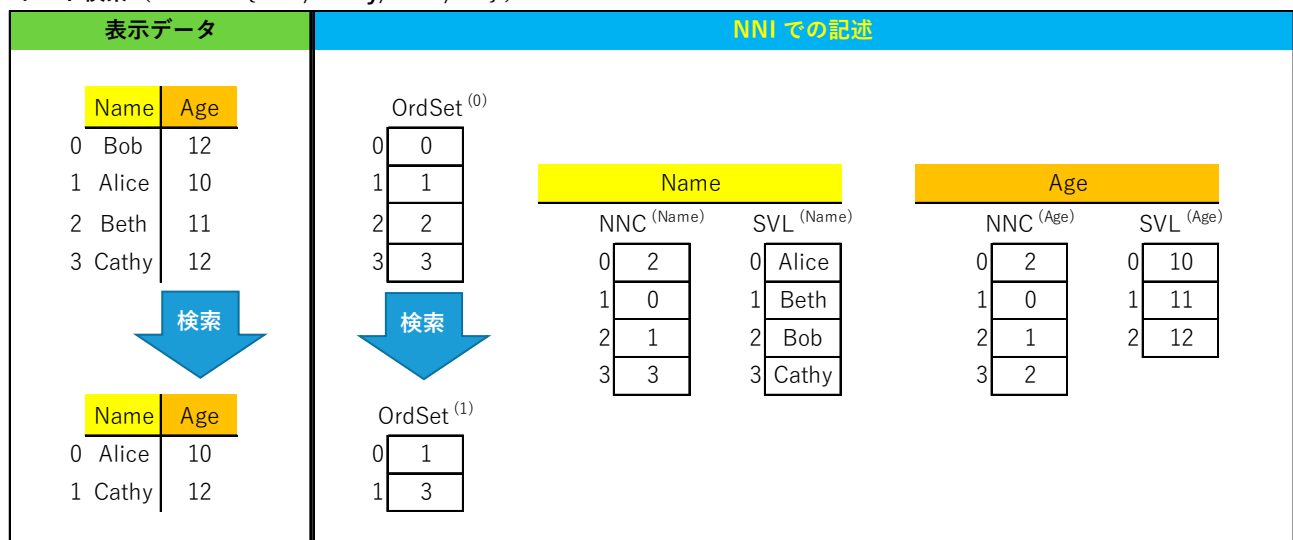 表示データ
NNI での記述
Name Age
0 Bob 12
1 Alice 10
2 Beth 11
3 Cathy 12
検索
Name Age
0 Alice 10
1 Cathy 12
OrdSet (0)
0 0
1 1
2 2
3 3
検索
OrdSet (1)
0 1
1 3
Name
NNC (Name) SVL (Name)
0 2 0 Alice
1 0 1 Beth
2 1 2 Bob
3 3 3 Cathy
Age
NNC (Age) SVL (Age)
0 2 0 10
1 0 1 11
2 1 2 12
3 2